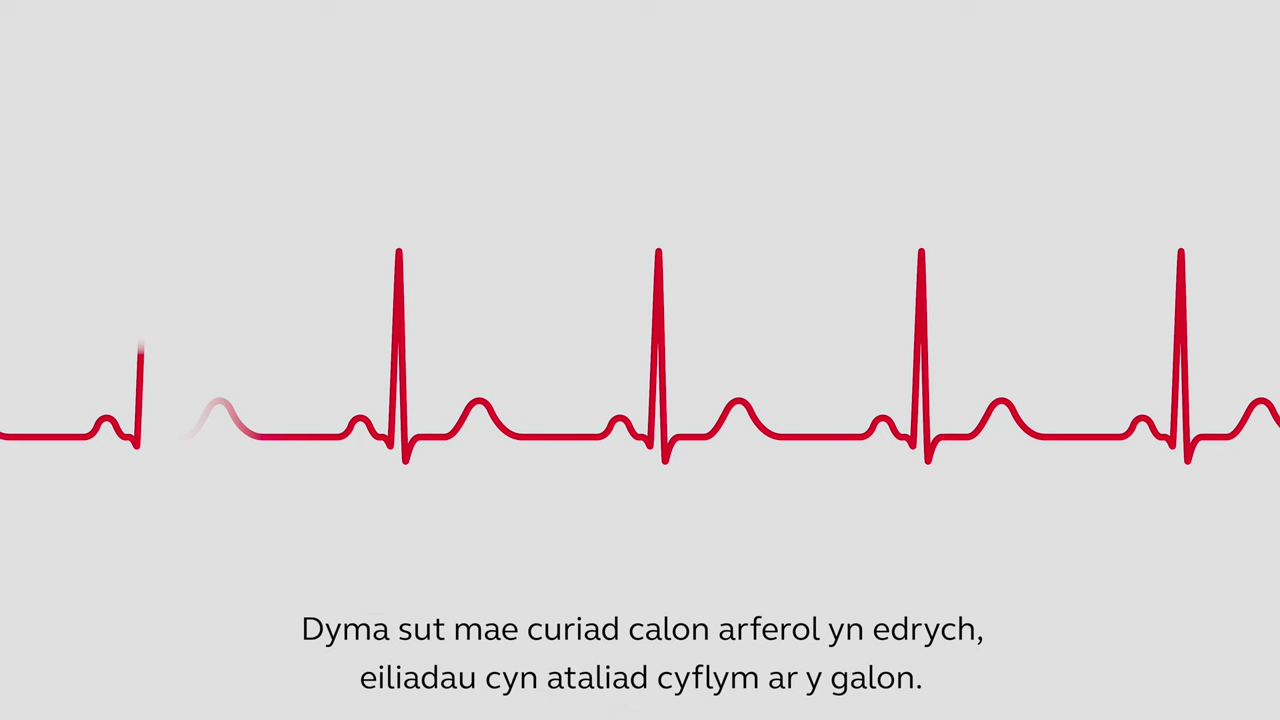 Dyma sut mae curiad calon arferol yn edrych,
eiliadau cyn ataliad cyflym ar y galon.